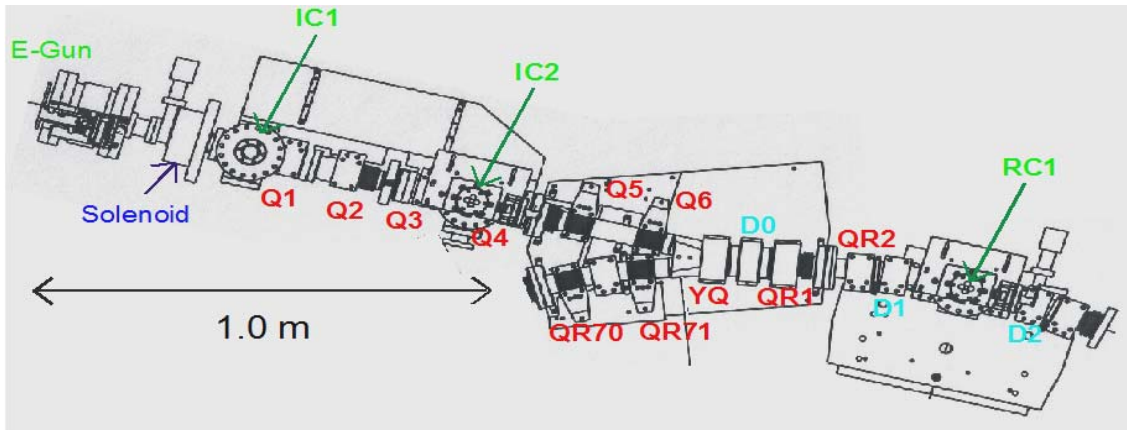 IC1
E-Gun
IC2
Q1
Q2
Q3
Q4
Q5
Q6
RC1
Solenoid
D0
QR2
YQ
QR1
D1
D2
1.0 m
QR70
QR71